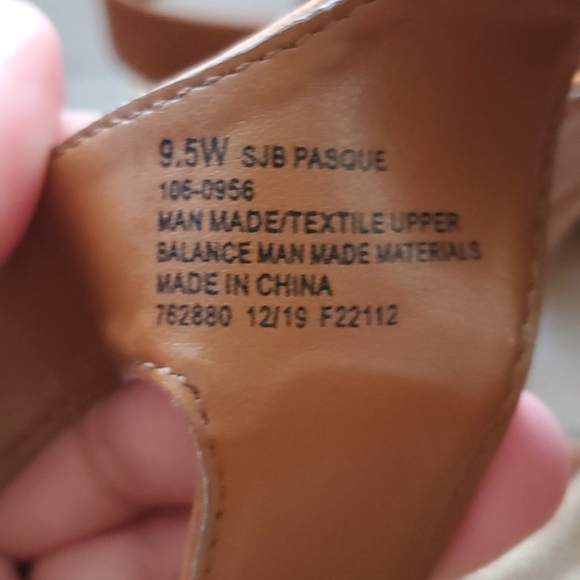 9.5W SJB PASQUE
106-0956
MAN MADE/TEXTILE UPPER
BALANCE MAN MADE MATERIALS
MADE IN CHINA
762880 12/19 F22112